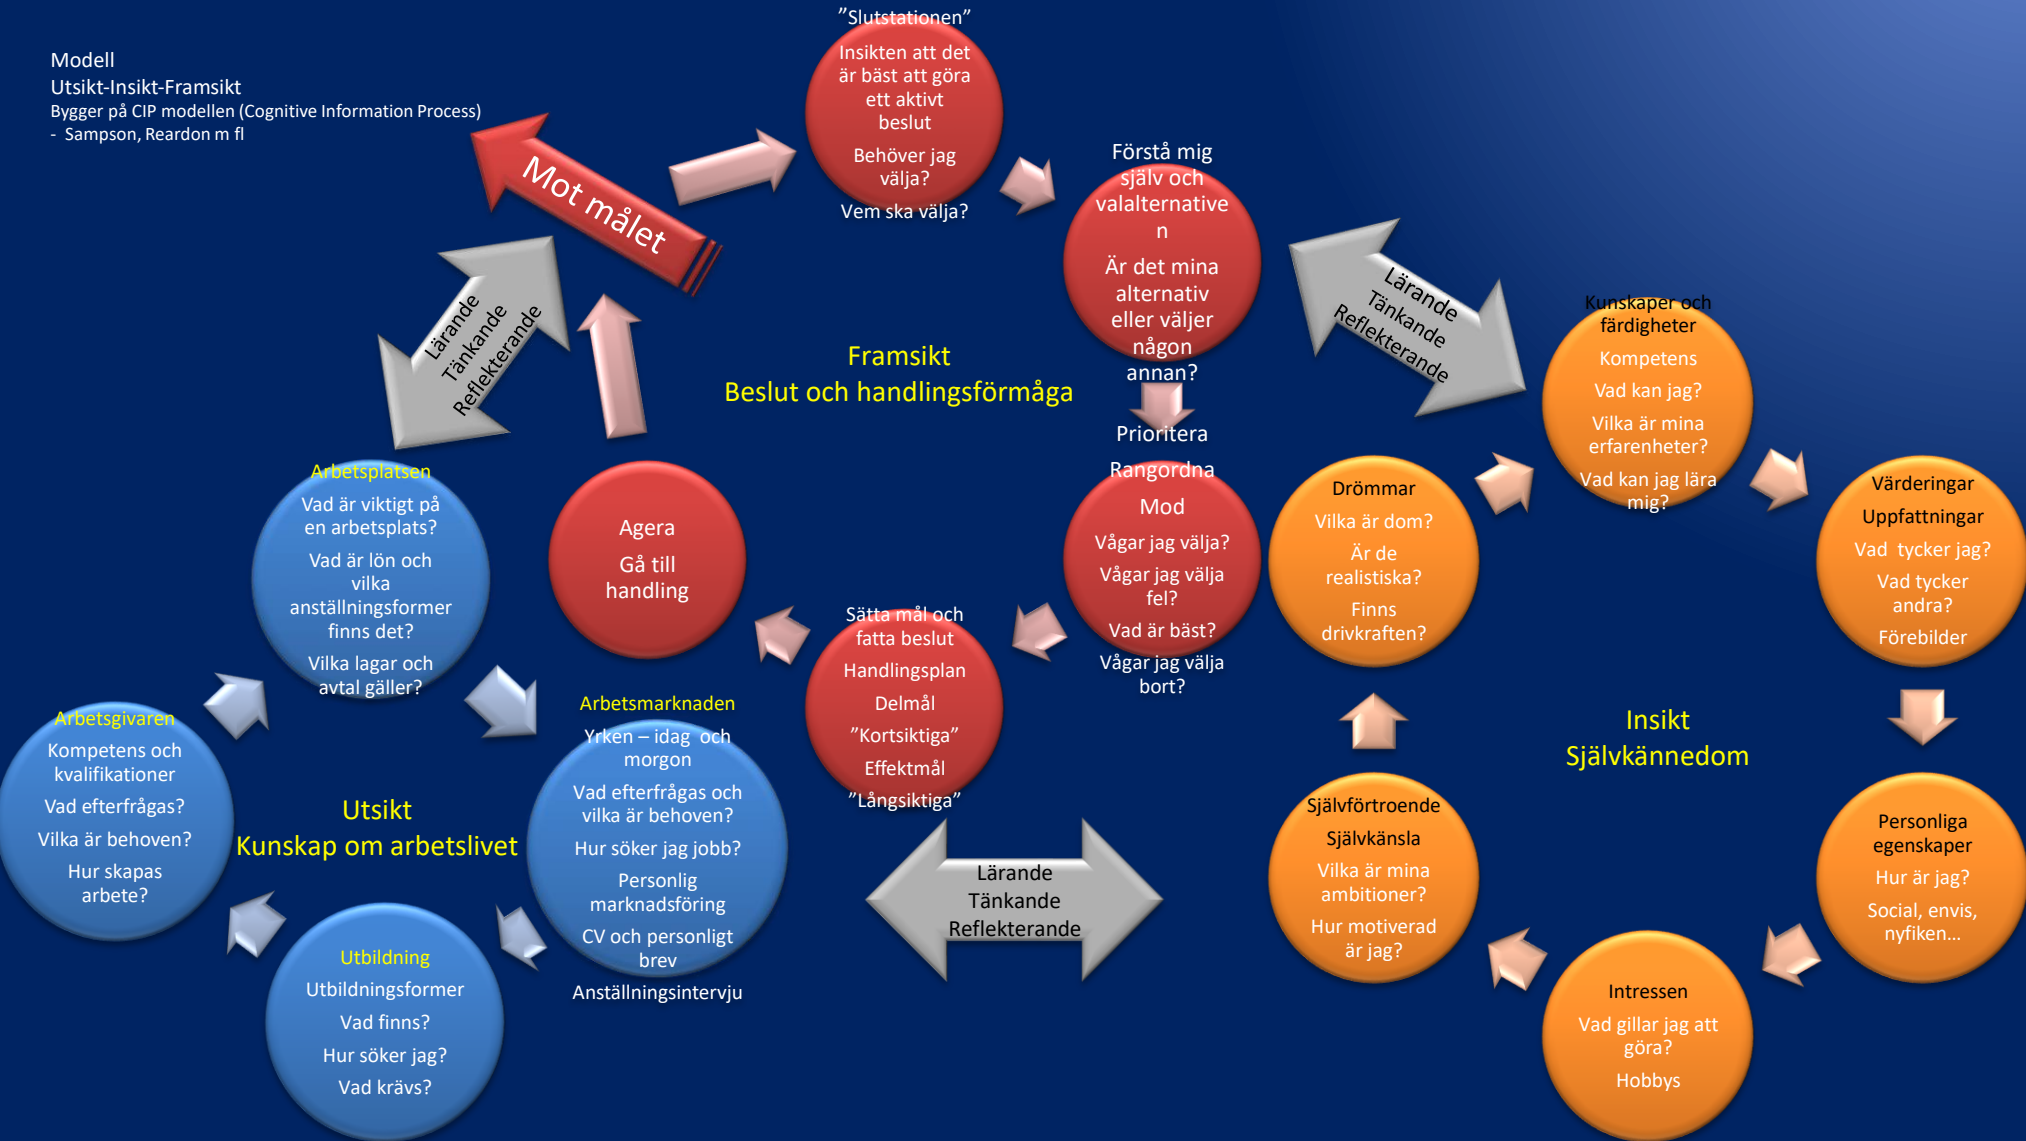 Modell
Utsikt-Insikt-Framsikt
Bygger på CIP modellen (Cognitive Information Process)
- Sampson, Reardon m fl
Mot målet
"Slutstationen"
Insikten att det
är bäst att göra
ett aktivt
beslut
Behöver jag
välja?
Vem ska välja?
Förstå mig
själv och
valalternative
n
Är det mina
alternativ
eller väljer
någon
annan?
Prioritera
Rangordna
Mod
Vågar jag välja?
Vågar jag välja
fel?
Vad är bäst?
Vågar jag välja
bort?
Sätta mål och
fatta beslut
Handlingsplan
Delmål
"Kortsiktiga"
Effektmål
"Långsiktiga"
Agera
Gå till
handling
Framsikt
Beslut och handlingsförmåga
Lärande
Tänkande
Reflekterande
Lärande
Tänkande
Reflekterande
Lärande
Tänkande
Reflekterande
Arbetsplatsen
Vad är viktigt på
en arbetsplats?
Vad är lön och
vilka
anställningsformer
finns det?
Vilka lagar och
avtal gäller?
Arbetsmarknaden
Yrken – idag och
morgon
Vad efterfrågas och
vilka är behoven?
Hur söker jag jobb?
Personlig
marknadsföring
CV och personligt
brev
Anställningsintervju
Utbildning
Utbildningsformer
Vad finns?
Hur söker jag?
Vad krävs?
Arbetsgivaren
Kompetens och
kvalifikationer
Vad efterfrågas?
Vilka är behoven?
Hur skapas
arbete?
Utsikt
Kunskap om arbetslivet
Kunskaper och
färdigheter
Kompetens
Vad kan jag?
Vilka är mina
erfarenheter?
Vad kan jag lära
mig?
Värderingar
Uppfattningar
Vad tycker jag?
Vad tycker
andra?
Förebilder
Personliga
egenskaper
Hur är jag?
Social, envis,
nyfiken...
Intressen
Vad gillar jag att
göra?
Hobbys
Självförtroende
Självkänsla
Vilka är mina
ambitioner?
Hur motiverad
är jag?
Drömmar
Vilka är dom?
Är de
realistiska?
Finns
drivkraften?
Insikt
Självkännedom